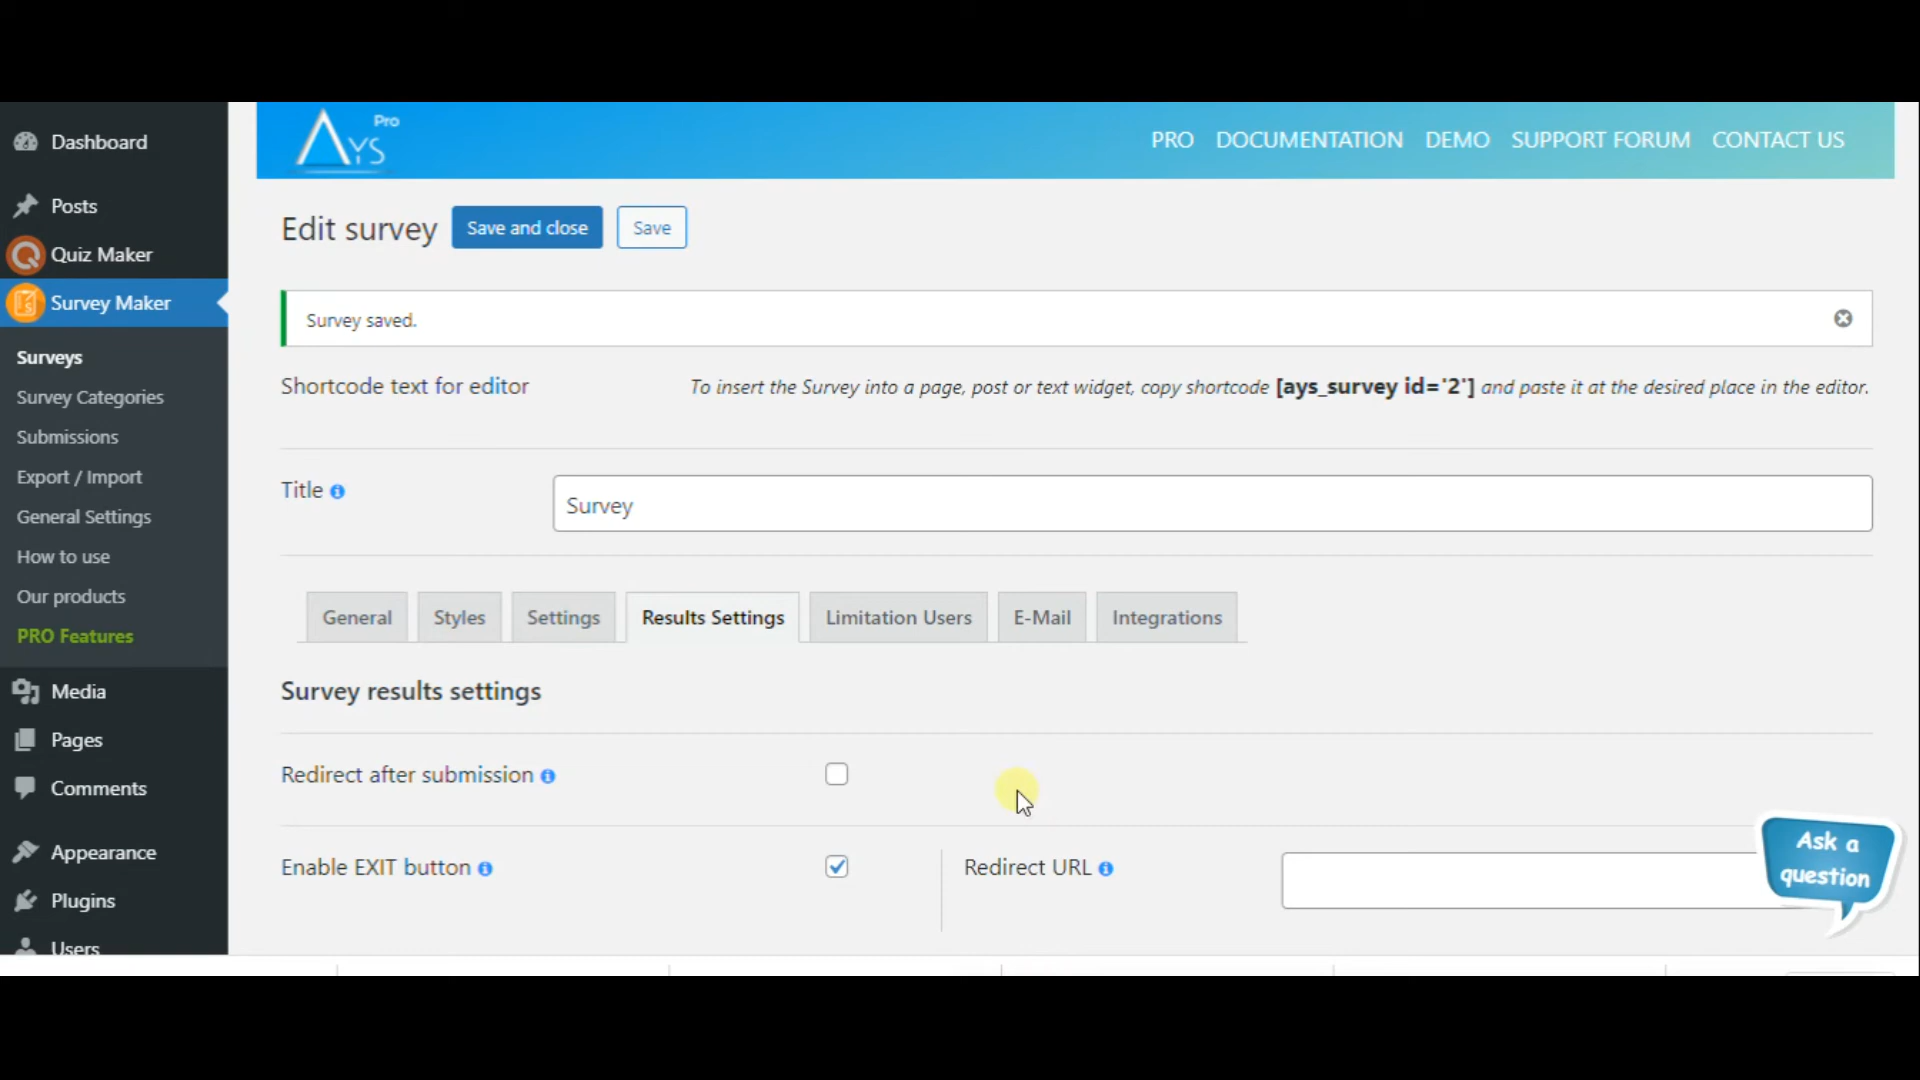 Pro
AYS
PRO DOCUMENTATION DEMO SUPPORT FORUM CONTACT US
Dashboard
Posts
Quiz Maker
Survey Maker
Surveys
Survey Categories
Submissions
Export / Import
General Settings
How to use
Our products
PRO Features
Media
Pages
Comments
Appearance
Plugins
Users
Edit survey Save and close Save
Survey saved.
Shortcode text for editor To insert the Survey into a page, post or text widget, copy shortcode [ays_survey id='2'] and paste it at the desired place in the editor.
Title Survey
General Styles Settings Results Settings Limitation Users E-Mail Integrations
Survey results settings
Redirect after submission
Enable EXIT button Redirect URL
Ask a
question